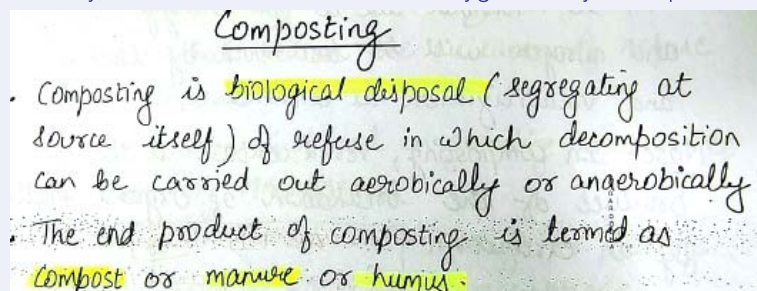 Composting
. Composting is biological disposal (segregating at
source itself) of refuse in which decomposition
can be carried out aerobically or anaerobically
. The end product of composting is termed as
compost or manure or humus.